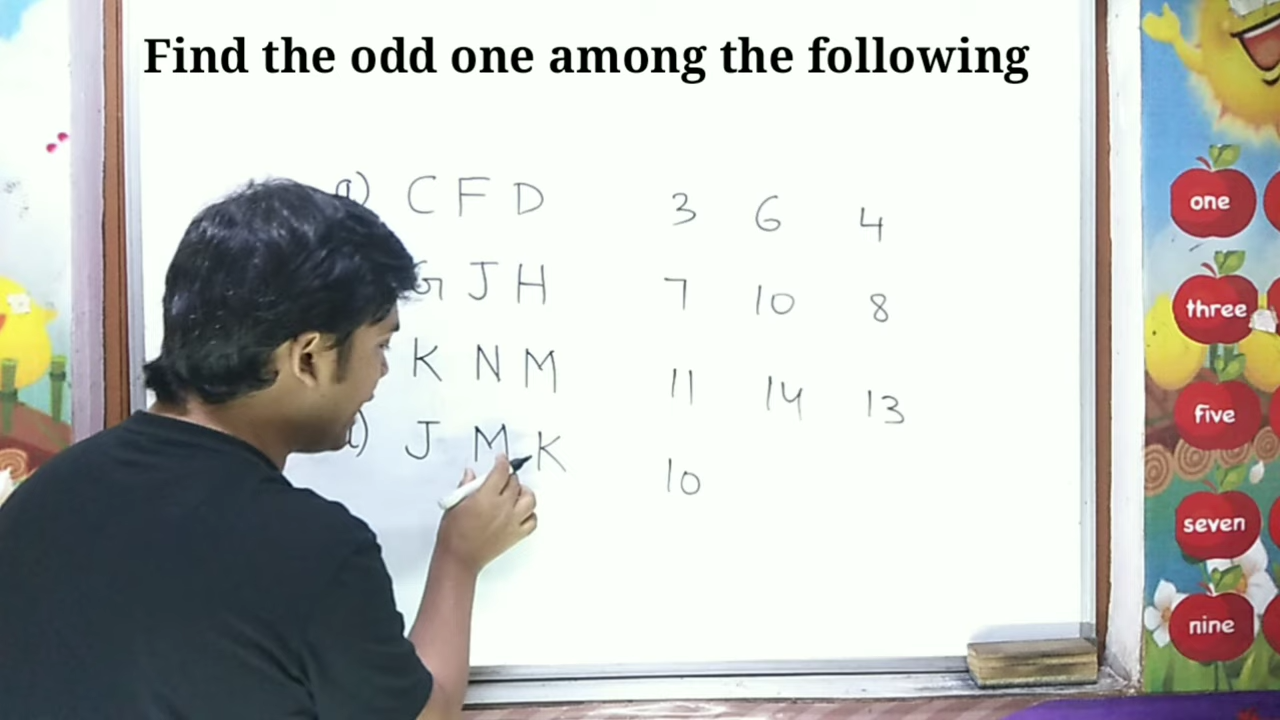 Find the odd one among the following
a) C F D 3 6 4
G J H 7 10 8
K N M 11 14 13
d) J M K 10
one
three
five
seven
nine